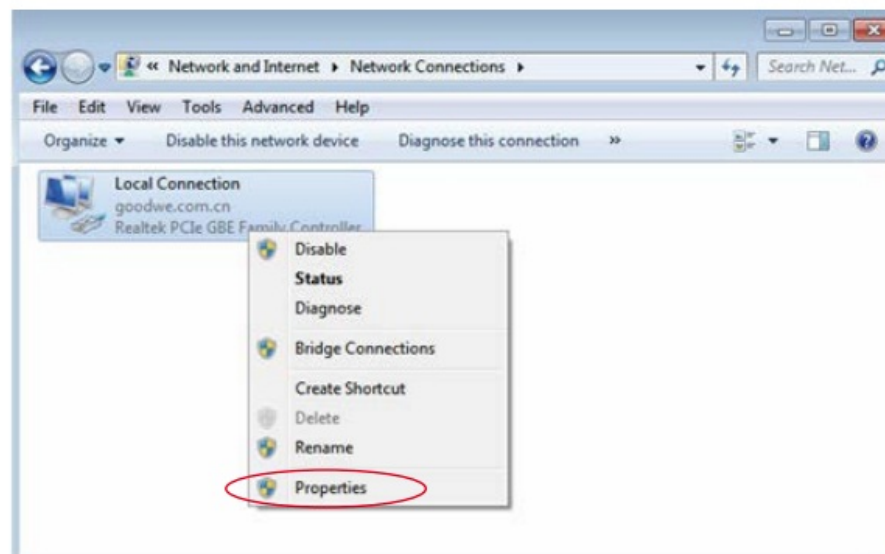 « Network and Internet ▸ Network Connections ▸ Search Net...
File Edit View Tools Advanced Help
Organize ▾ Disable this network device Diagnose this connection »
Local Connection
goodwe.com.cn
Realtek PCIe GBE Family Controller
Disable
Status
Diagnose
Bridge Connections
Create Shortcut
Delete
Rename
Properties